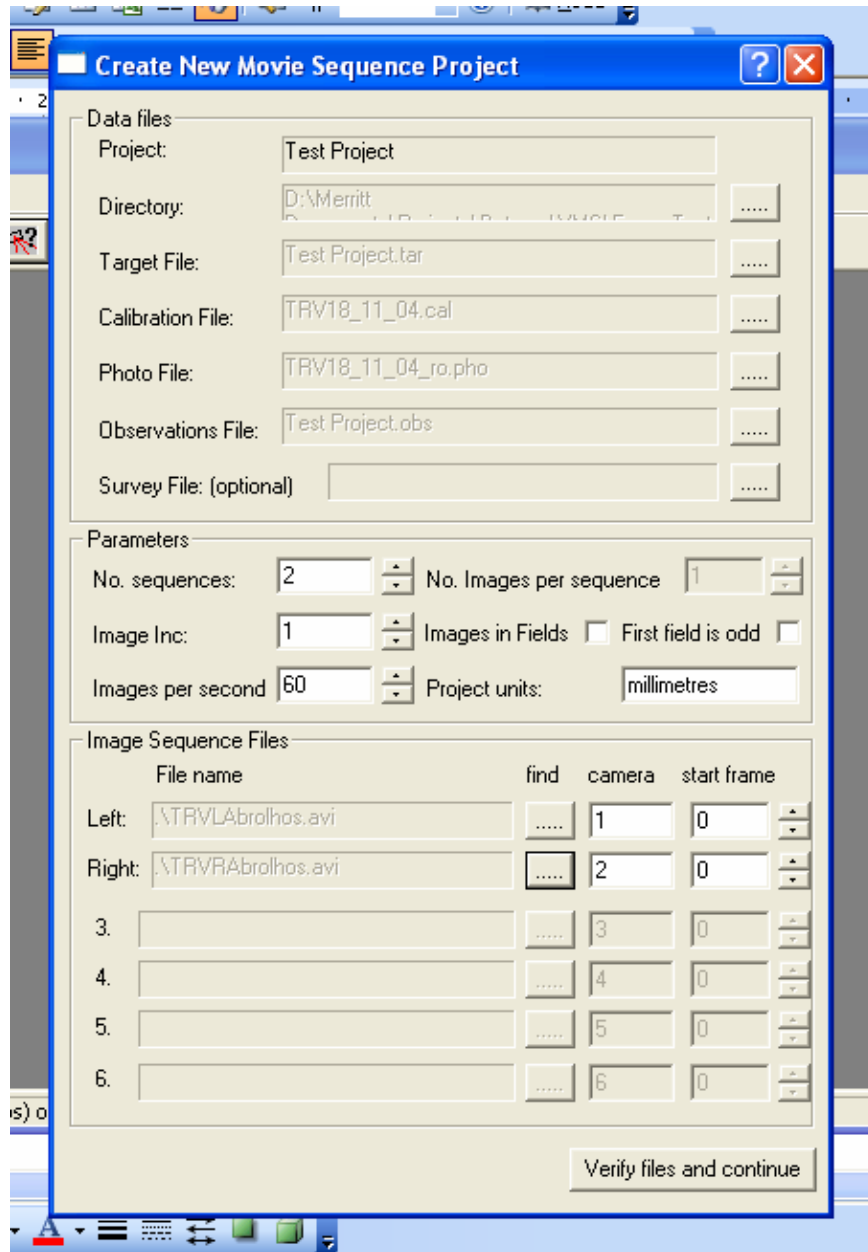 Create New Movie Sequence Project
Data files
Project: Test Project
Directory: D:\Merritt
Target File: Test Project.tar
Calibration File: TRV18_11_04.cal
Photo File: TRV18_11_04_ro.pho
Observations File: Test Project.obs
Survey File: (optional)
Parameters
No. sequences: 2 No. Images per sequence 1
Image Inc: 1 Images in Fields First field is odd
Images per second 60 Project units: millimetres
Image Sequence Files
File name find camera start frame
Left: .\TRVLAbrolhos.avi ..... 1 0
Right: .\TRVRAbrolhos.avi ..... 2 0
3. ..... 3 0
4. ..... 4 0
5. ..... 5 0
6. ..... 6 0
s) o
Verify files and continue